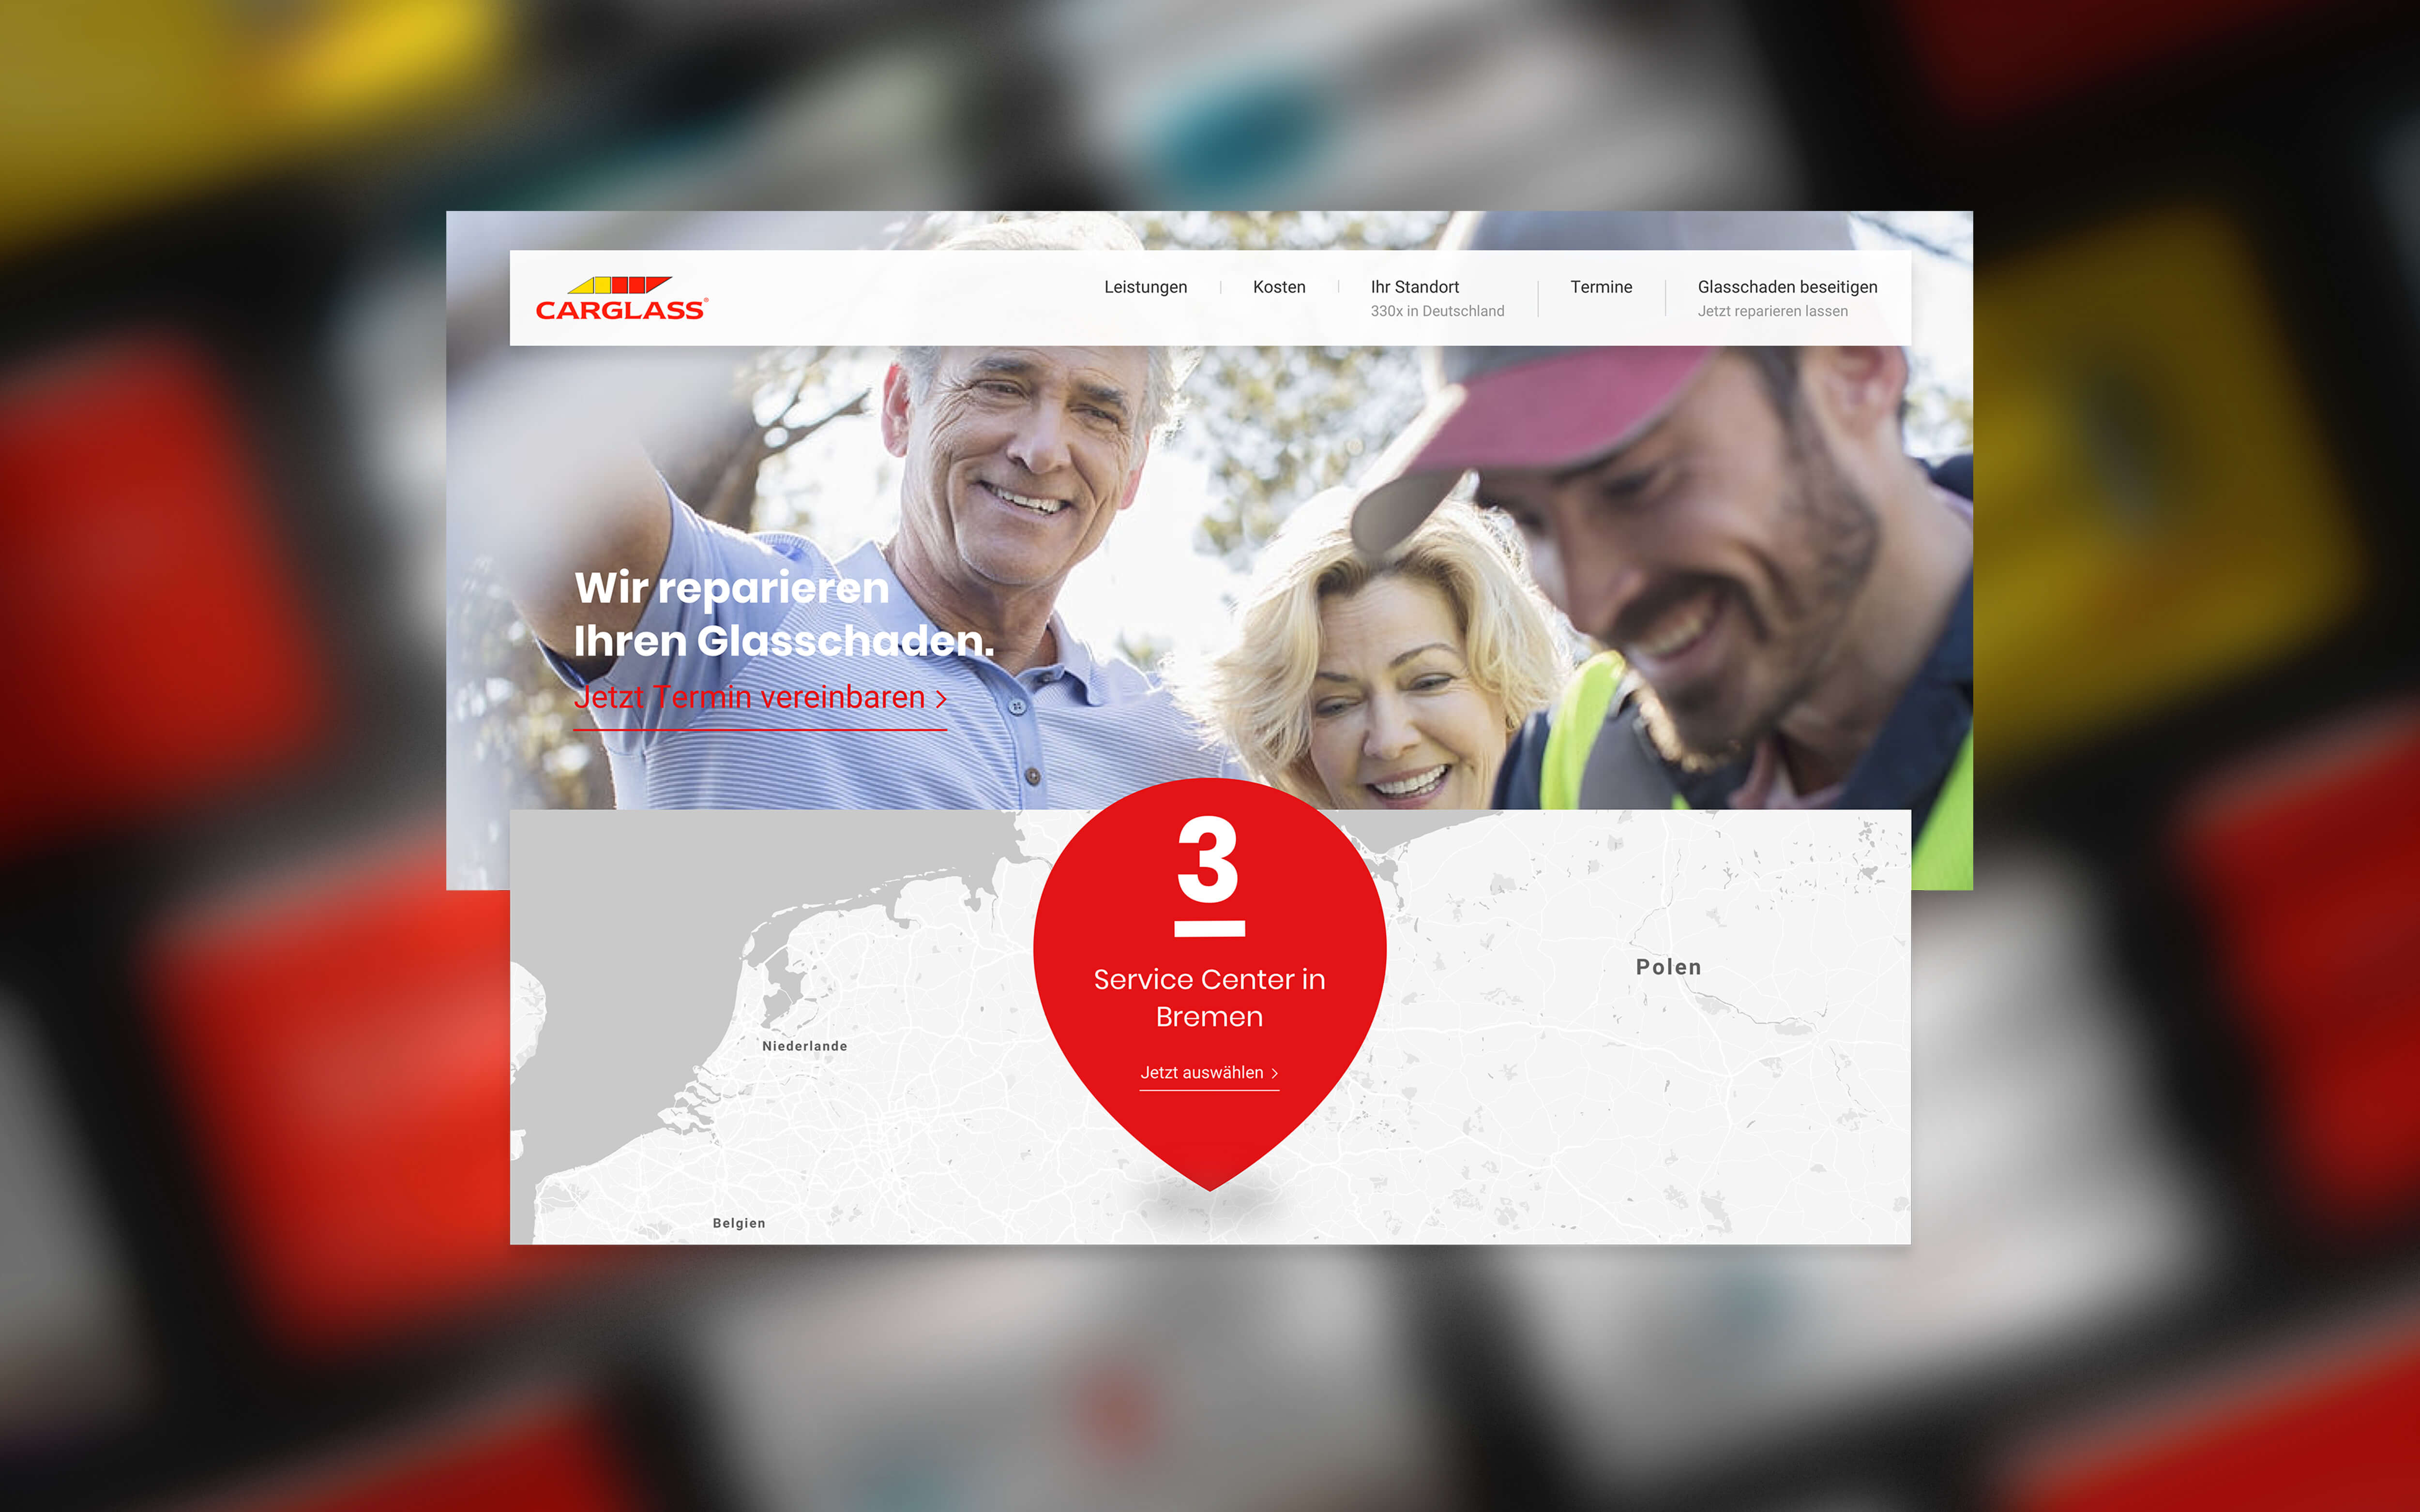 CARGLASS®
Leistungen
Kosten
Ihr Standort
330x in Deutschland
Termine
Glasschaden beseitigen
Jetzt reparieren lassen
Wir reparieren
Ihren Glasschaden.
Jetzt Termin vereinbaren >
3
Service Center in
Bremen
Jetzt auswählen >
Polen
Niederlande
Belgien